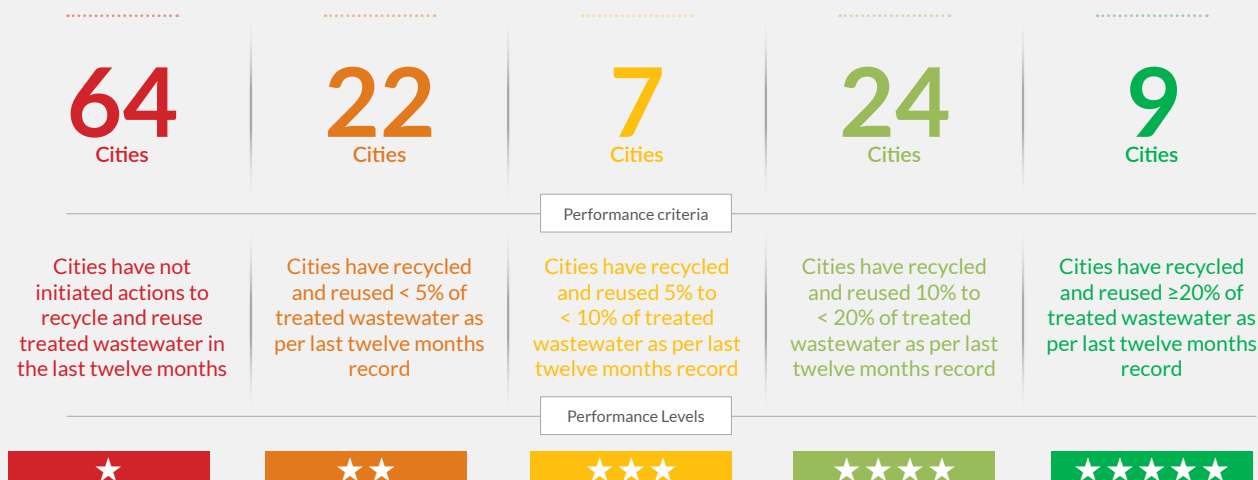 64
Cities
22
Cities
7
Cities
24
Cities
9
Cities
Performance criteria
Cities have not
initiated actions to
recycle and reuse
treated wastewater in
the last twelve months
Cities have recycled
and reused < 5% of
treated wastewater as
per last twelve months
record
Cities have recycled
and reused 5% to
< 10% of treated
wastewater as per last
twelve months record
Cities have recycled
and reused 10% to
< 20% of treated
wastewater as per last
twelve months record
Cities have recycled
and reused ≥20% of
treated wastewater as
per last twelve months
record
Performance Levels